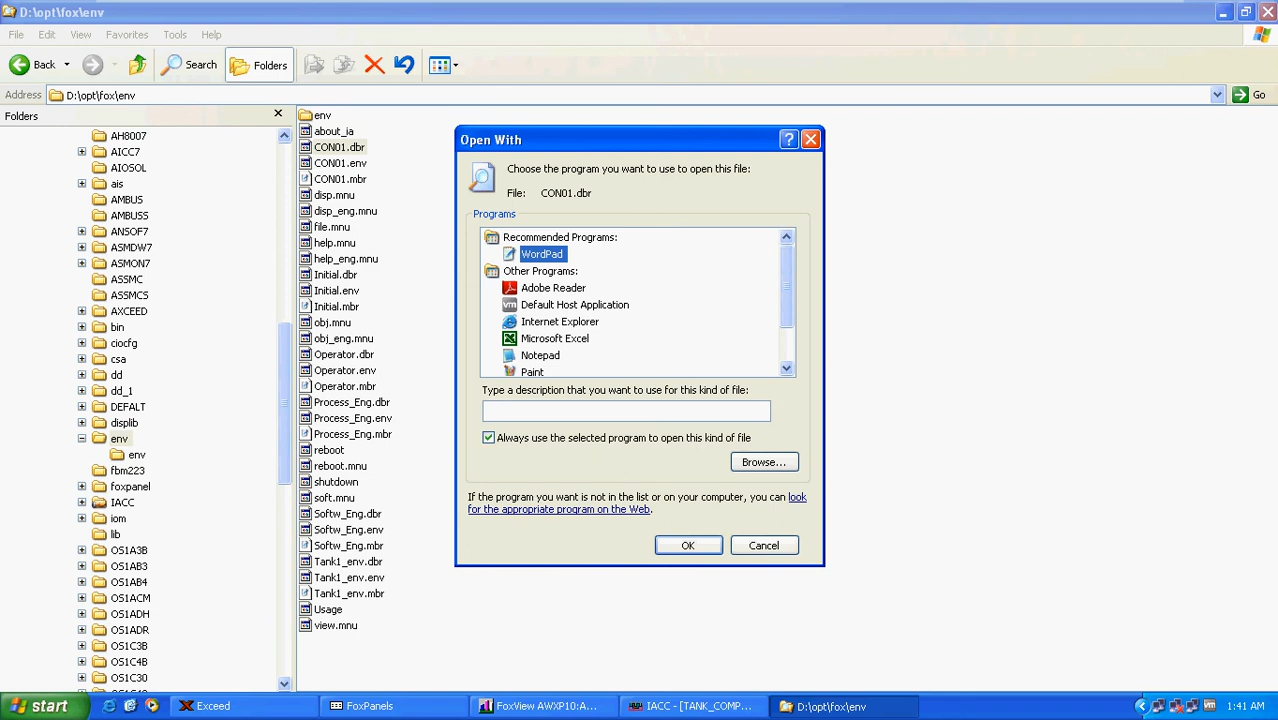 D:\opt\fox\env
File Edit View Favorites Tools Help
Back Search Folders
Address D:\opt\fox\env Go
Folders
AH8007
AICC7
AIOSOL
ais
AMBUS
AMBUSS
ANSOF7
ASMDW7
ASMON7
ASSMC
ASSMCS
AXCEED
bin
ciocfg
csa
dd
dd_1
DEFALT
displib
env
env
fbm223
foxpanel
IACC
iom
lib
OS1A3B
OS1AB3
OS1AB4
OS1ACM
OS1ADH
OS1ADR
OS1C3B
OS1C4B
OS1C30
env
about_ia
CON01.dbr
CON01.env
CON01.mbr
disp.mnu
disp_eng.mnu
file.mnu
help.mnu
help_eng.mnu
Initial.dbr
Initial.env
Initial.mbr
obj.mnu
obj_eng.mnu
Operator.dbr
Operator.env
Operator.mbr
Process_Eng.dbr
Process_Eng.env
Process_Eng.mbr
reboot
reboot.mnu
shutdown
soft.mnu
Softw_Eng.dbr
Softw_Eng.env
Softw_Eng.mbr
Tank1_env.dbr
Tank1_env.env
Tank1_env.mbr
Usage
view.mnu
Open With
Choose the program you want to use to open this file:
File: CON01.dbr
Programs
Recommended Programs:
WordPad
Other Programs:
Adobe Reader
Default Host Application
Internet Explorer
Microsoft Excel
Notepad
Paint
Type a description that you want to use for this kind of file:
Always use the selected program to open this kind of file
Browse...
If the program you want is not in the list or on your computer, you can look
for the appropriate program on the Web.
OK Cancel
start Exceed FoxPanels FoxView AWXP10:A... IACC - [TANK_COMP... D:\opt\fox\env 1:41 AM